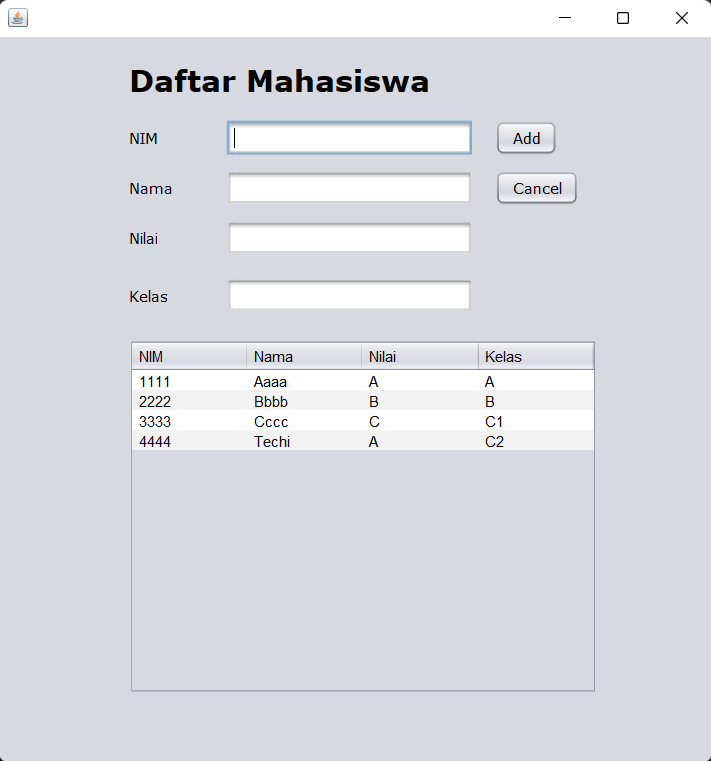 Daftar Mahasiswa
NIM Add
Nama Cancel
Nilai
Kelas
NIM Nama Nilai Kelas
1111 Aaaa A A
2222 Bbbb B B
3333 Cccc C C1
4444 Techi A C2